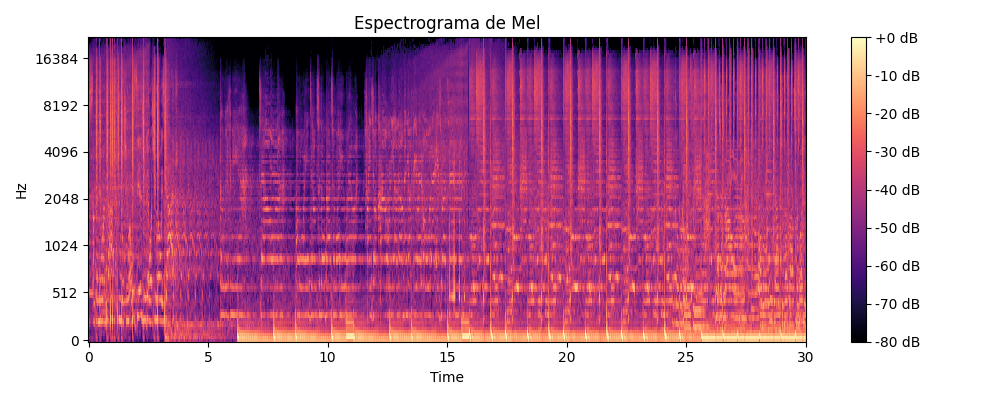 Espectrograma de Mel
Hz
16384
8192
4096
2048
1024
512
0
0 5 10 15 20 25 30
Time
+0 dB
-10 dB
-20 dB
-30 dB
-40 dB
-50 dB
-60 dB
-70 dB
-80 dB